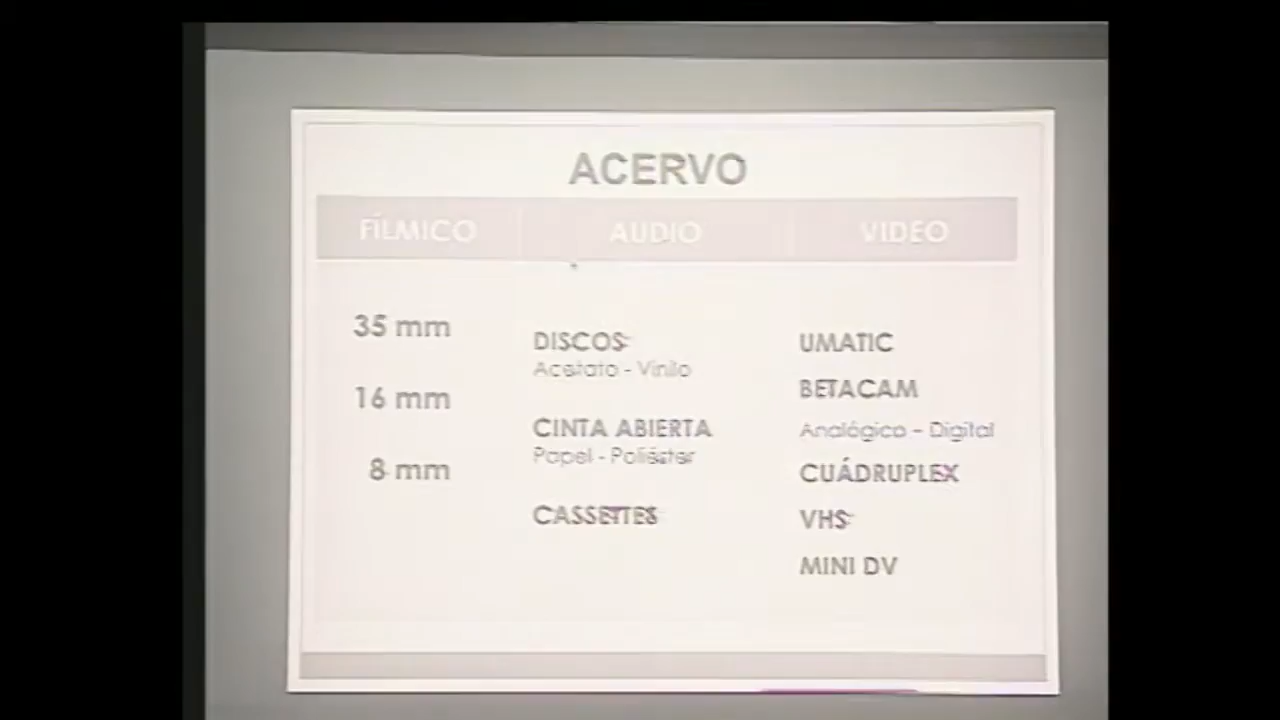 ACERVO
FÍLMICO AUDIO VIDEO
35 mm
16 mm
8 mm
DISCOS
Acetato - Vinilo
CINTA ABIERTA
Papel - Poliéster
CASSETTES
UMATIC
BETACAM
Analógico – Digital
CUÁDRUPLEX
VHS
MINI DV